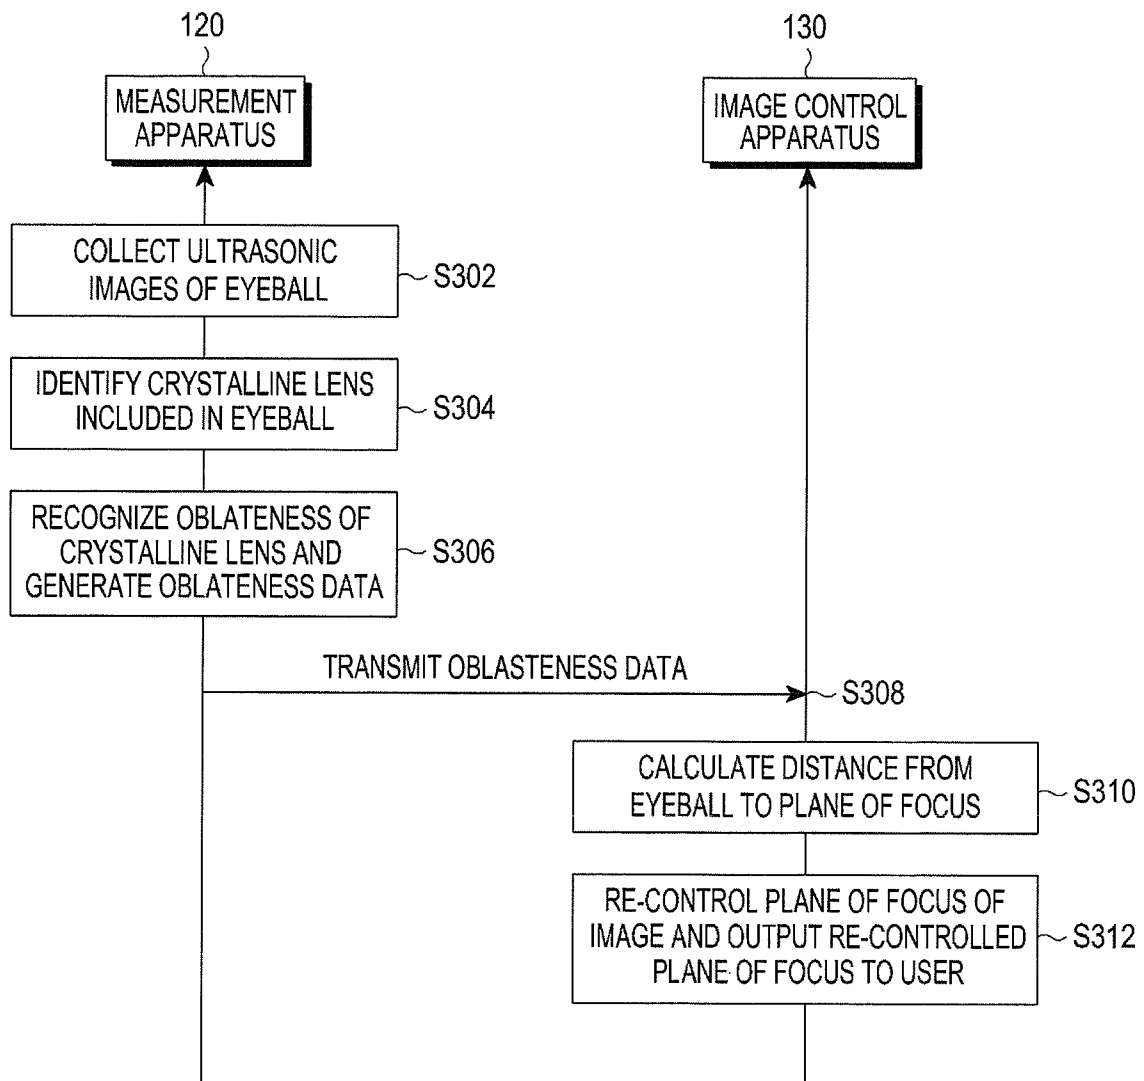 120
130
MEASUREMENT
APPARATUS
IMAGE CONTROL
APPARATUS
COLLECT ULTRASONIC
IMAGES OF EYEBALL
S302
IDENTIFY CRYSTALLINE LENS
INCLUDED IN EYEBALL
S304
RECOGNIZE OBLATENESS OF
CRYSTALLINE LENS AND
GENERATE OBLATENESS DATA
S306
TRANSMIT OBLASTENESS DATA
S308
CALCULATE DISTANCE FROM
EYEBALL TO PLANE OF FOCUS
S310
RE-CONTROL PLANE OF FOCUS OF
IMAGE AND OUTPUT RE-CONTROLLED
PLANE OF FOCUS TO USER
S312